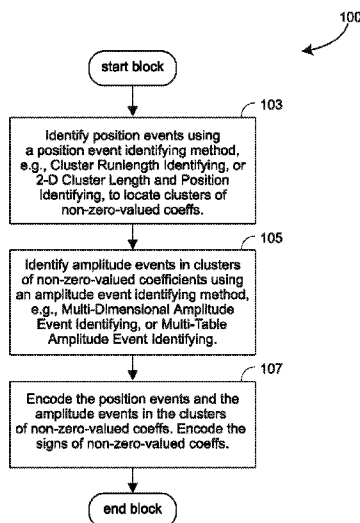 100
start block
103
Identify position events using
a position event identifying method,
e.g., Cluster Runlength Identifying, or
2-D Cluster Length and Position
Identifying, to locate clusters of
non-zero-valued coeffs.
105
Identify amplitude events in clusters
of non-zero-valued coefficients using
an amplitude event identifying method,
e.g., Multi-Dimensional Amplitude
Event Identifying, or Multi-Table
Amplitude Event Identifying.
107
Encode the position events and the
amplitude events in the clusters
of non-zero-valued coeffs. Encode the
signs of non-zero-valued coeffs.
end block